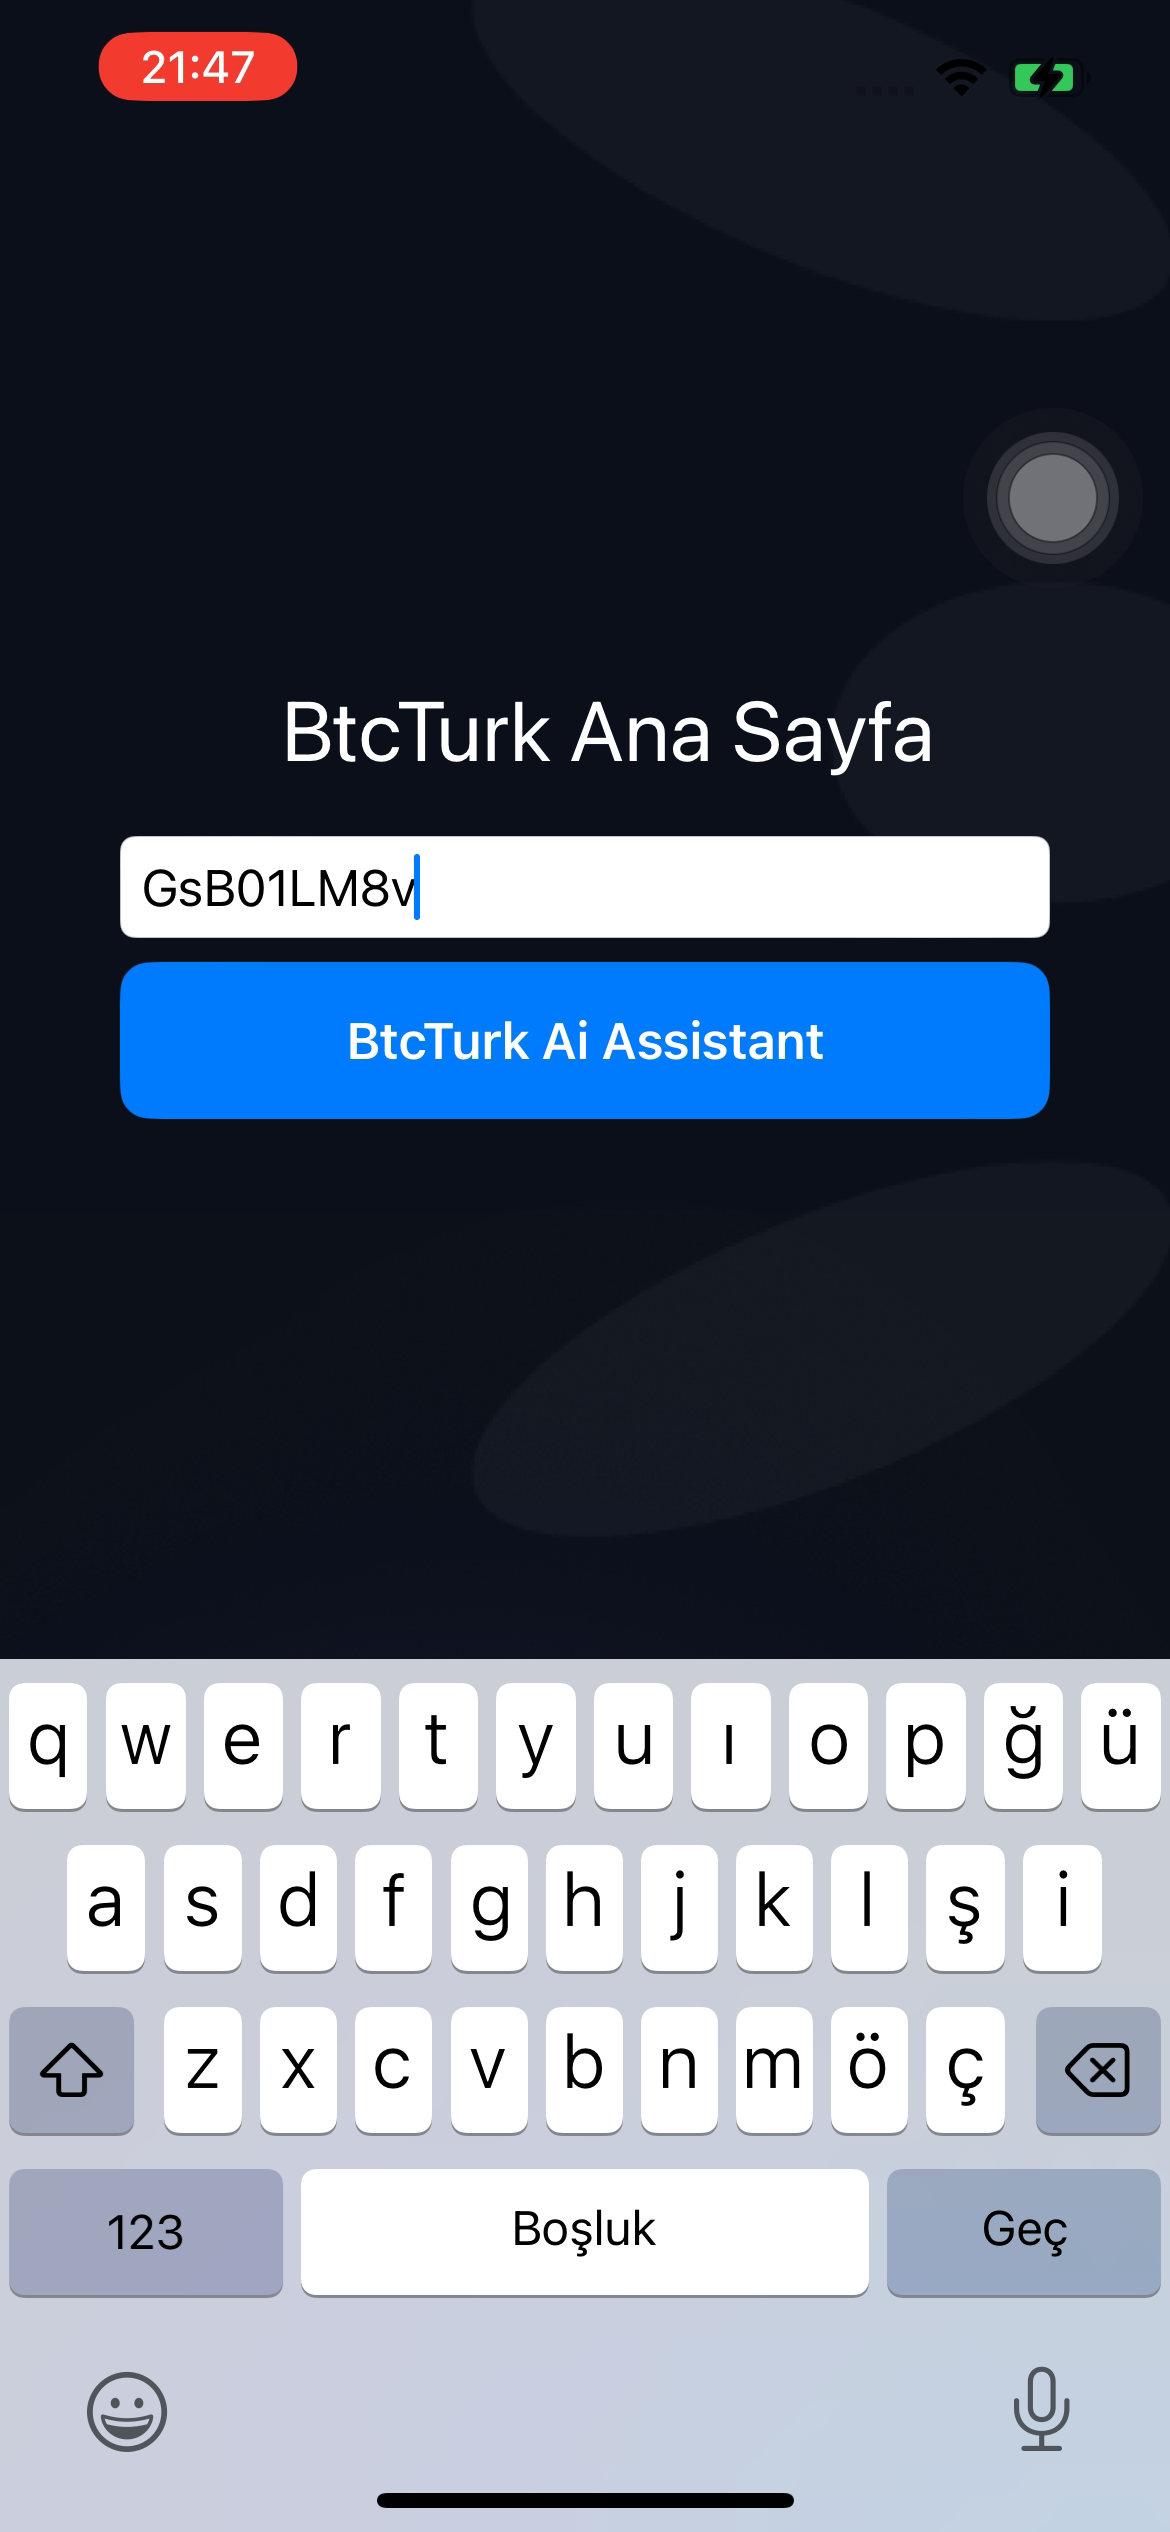 21:47
BtcTurk Ana Sayfa
GsB01LM8v
BtcTurk Ai Assistant
q w e r t y u ı o p ğ ü
a s d f g h j k l ş i
z x c v b n m ö ç
123 Boşluk Geç